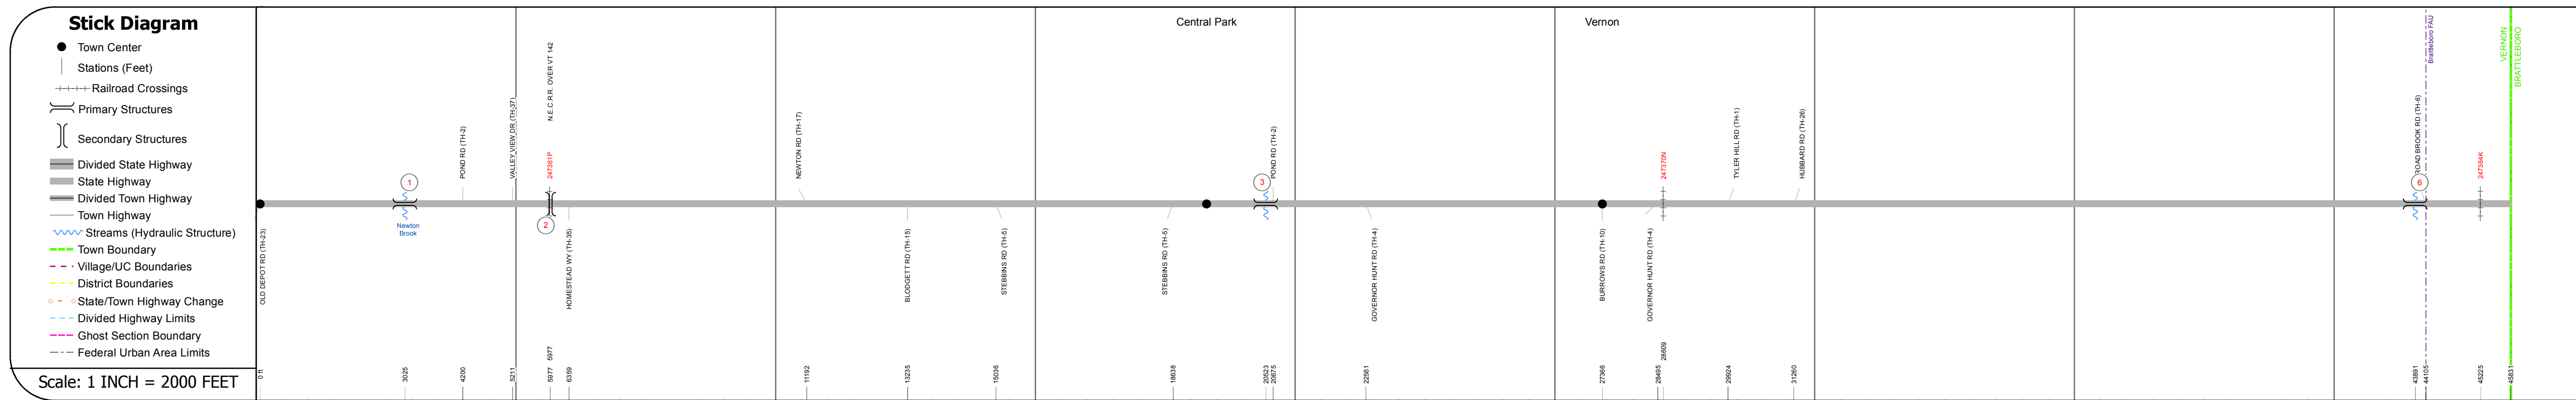 Stick Diagram
Town Center
Stations (Feet)
Railroad Crossings
Primary Structures
Secondary Structures
Divided State Highway
State Highway
Divided Town Highway
Town Highway
Streams (Hydraulic Structure)
Town Boundary
Village/UC Boundaries
District Boundaries
State/Town Highway Change
Divided Highway Limits
Ghost Section Boundary
Federal Urban Area Limits
Scale: 1 INCH = 2000 FEET
Central Park
Vernon
OLD DEPOT RD (TH-23)
1
Newton
Brook
POND RD (TH-2)
VALLEY VIEW DR (TH-37)
N.E.C.R.R. OVER VT 142
247361P
2
HOMESTEAD WY (TH-35)
NEWTON RD (TH-17)
BLODGETT RD (TH-15)
STEBBINS RD (TH-5)
STEBBINS RD (TH-5)
3
POND RD (TH-2)
GOVERNOR HUNT RD (TH-4)
BURROWS RD (TH-10)
GOVERNOR HUNT RD (TH-4)
247370N
TYLER HILL RD (TH-1)
HUBBARD RD (TH-26)
ROAD BROOK RD (TH-6)
6
Brattleboro FAU
247364K
VERNON
BRATTLEBORO
0 ft
3025
4200
5211
5977
5977
6359
11192
13235
15036
18638
20523
20675
22561
27366
28495
28609
29924
31260
43891
44105
45225
45831